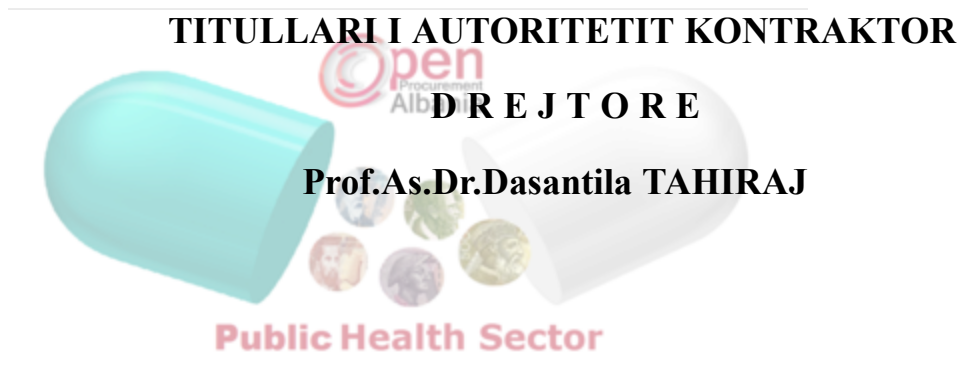 TITULLARI I AUTORITETIT KONTRAKTOR
Open
Procurement
Albania
D R E J T O R E
Prof.As.Dr.Dasantila TAHIRAJ
Public Health Sector